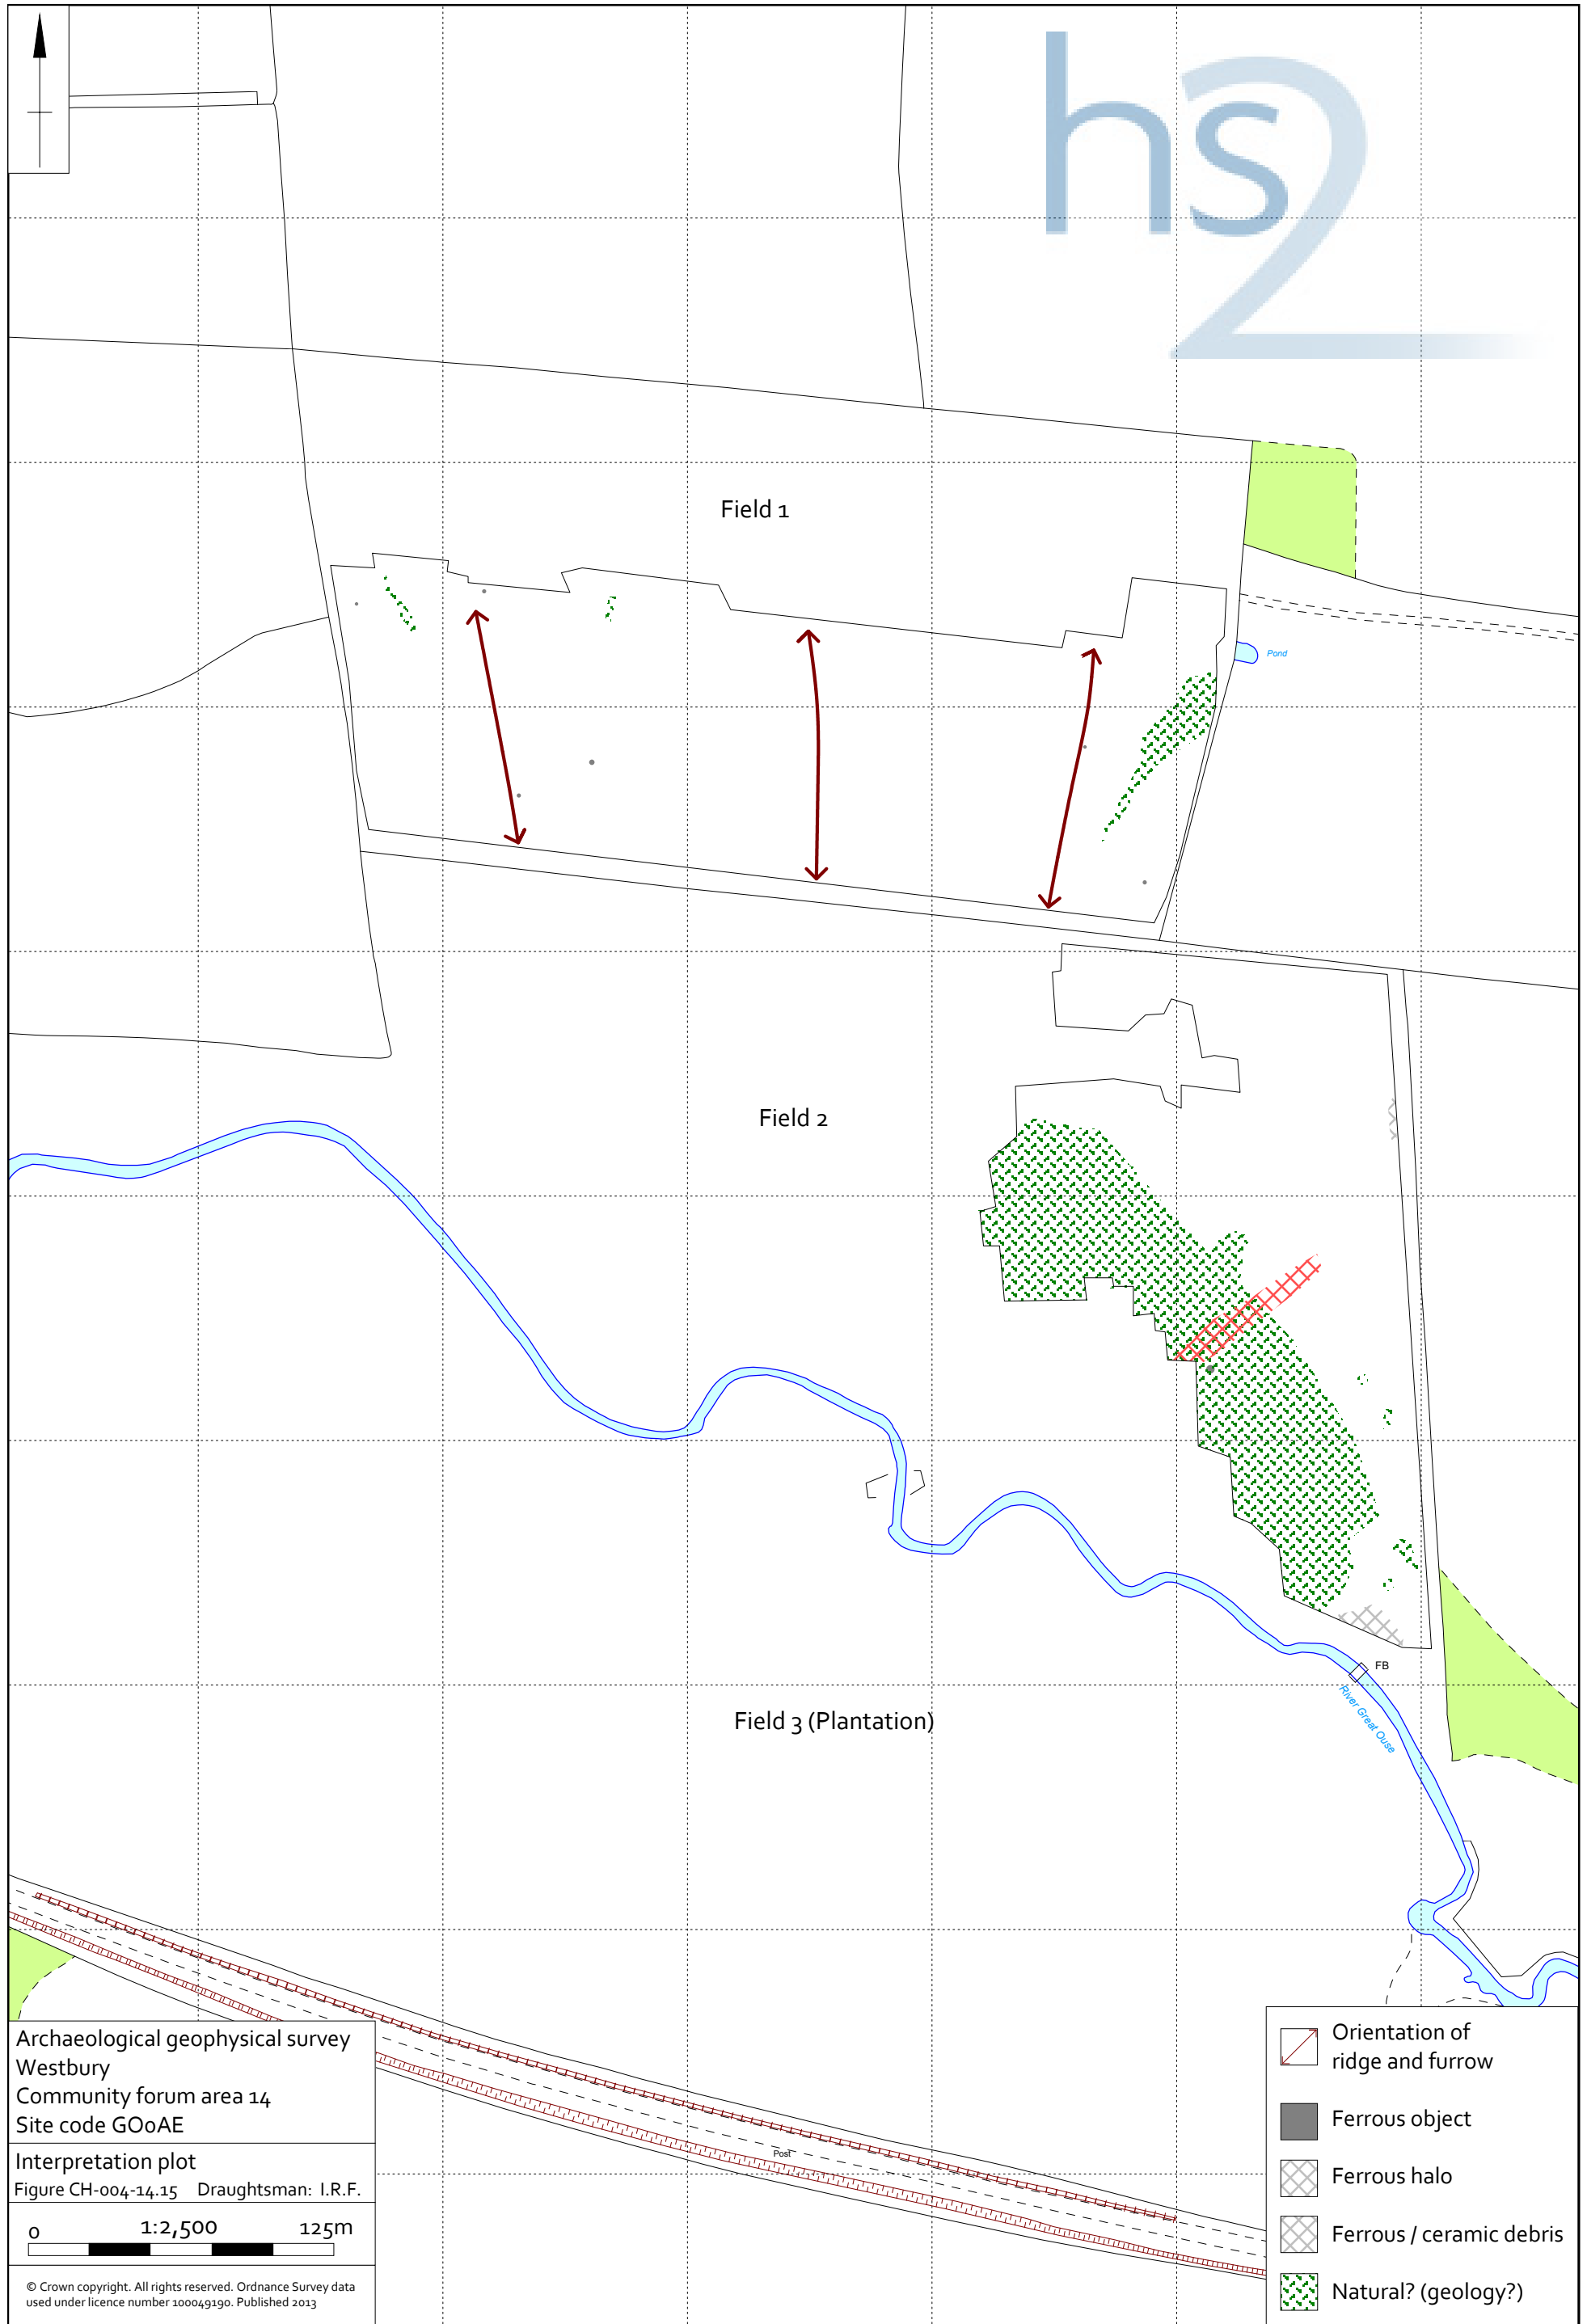 hs2
Field 1
Pond
Field 2
FB
River Great Ouse
Field 3 (Plantation)
Post
Archaeological geophysical survey
Westbury
Community forum area 14
Site code GO0AE
Interpretation plot
Figure CH-004-14.15 Draughtsman: I.R.F.
0 1:2,500 125m
© Crown copyright. All rights reserved. Ordnance Survey data
used under licence number 100049190. Published 2013
Orientation of
ridge and furrow
Ferrous object
Ferrous halo
Ferrous / ceramic debris
Natural? (geology?)